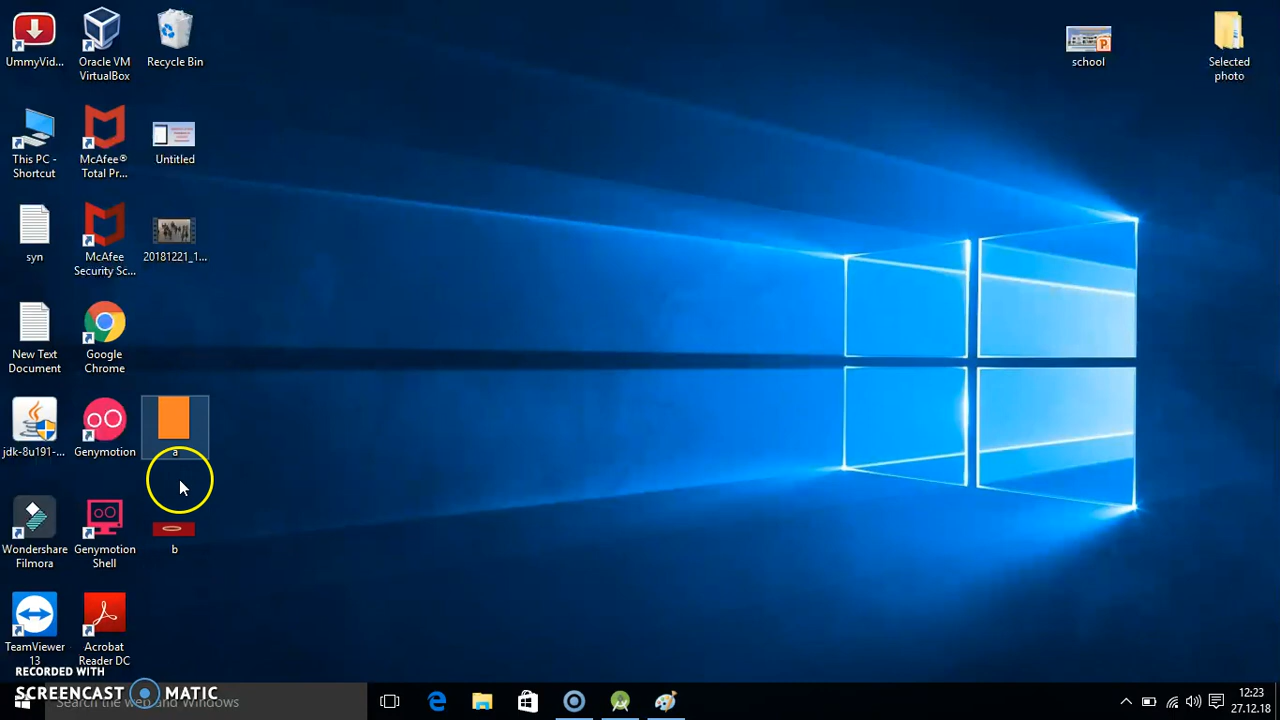 UmmyVid...
Oracle VM
VirtualBox
Recycle Bin
school
Selected
photo
This PC -
Shortcut
McAfee®
Total Pr...
Untitled
syn
McAfee
Security Sc...
20181221_1...
New Text
Document
Google
Chrome
jdk-8u191-...
Genymotion
a
Wondershare
Filmora
Genymotion
Shell
b
TeamViewer
13
Acrobat
Reader DC
RECORDED WITH
SCREENCAST MATIC
Search the web and Windows
12:23
27.12.18